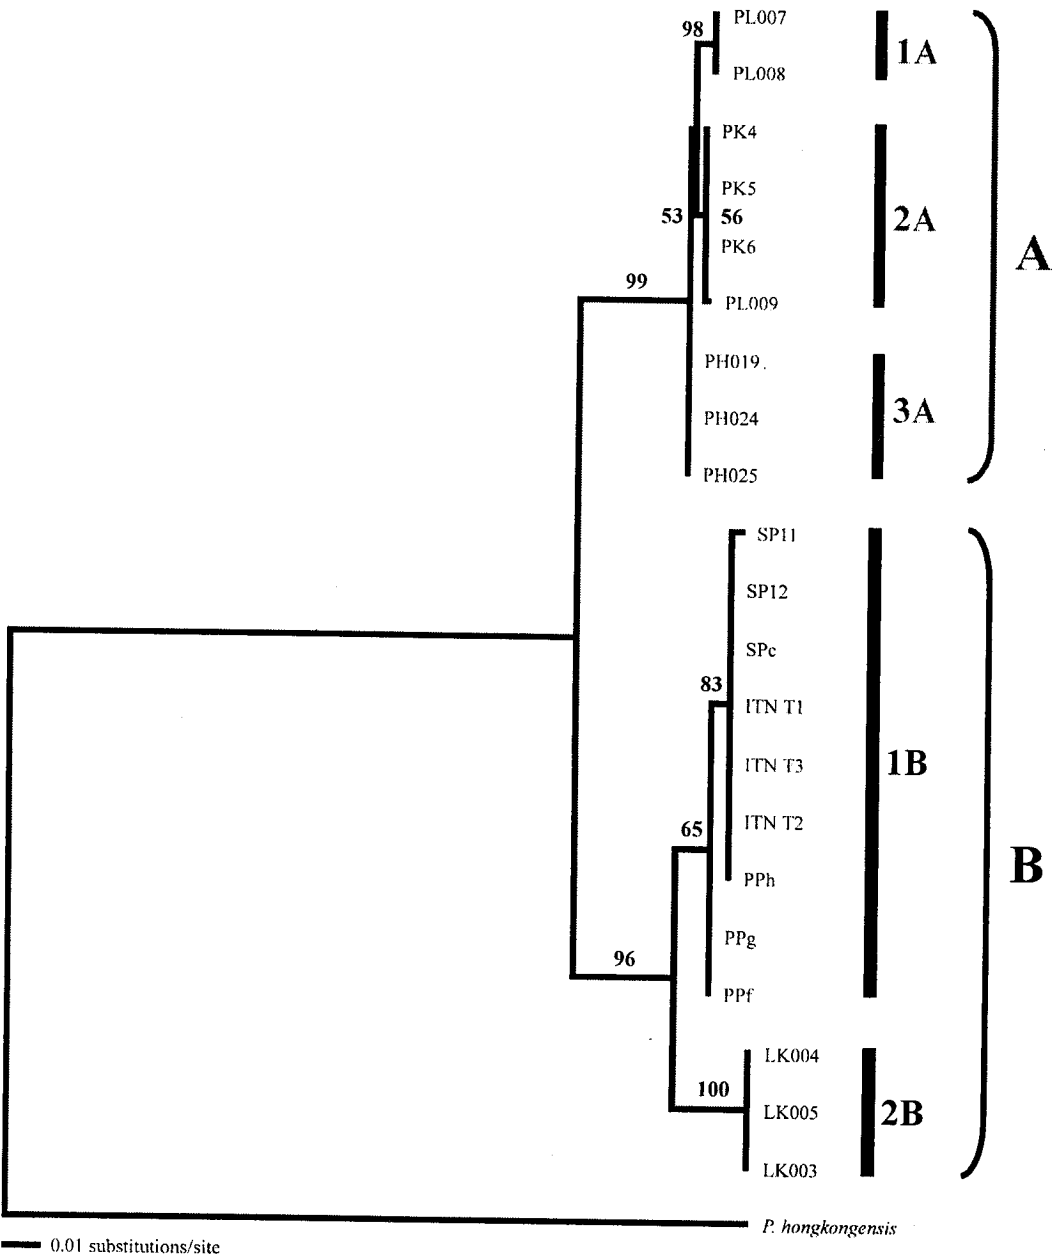 PL007
98
1A
PL008
PK4
PK5
53
56
2A
PK6
A
99
PL009
PH019
3A
PH024
PH025
SP11
SP12
SPc
83
ITN T1
1B
ITN T3
65
ITN T2
B
PPh
PPg
96
PPf
LK004
100
LK005
2B
LK003
P. hongkongensis
0.01 substitutions/site